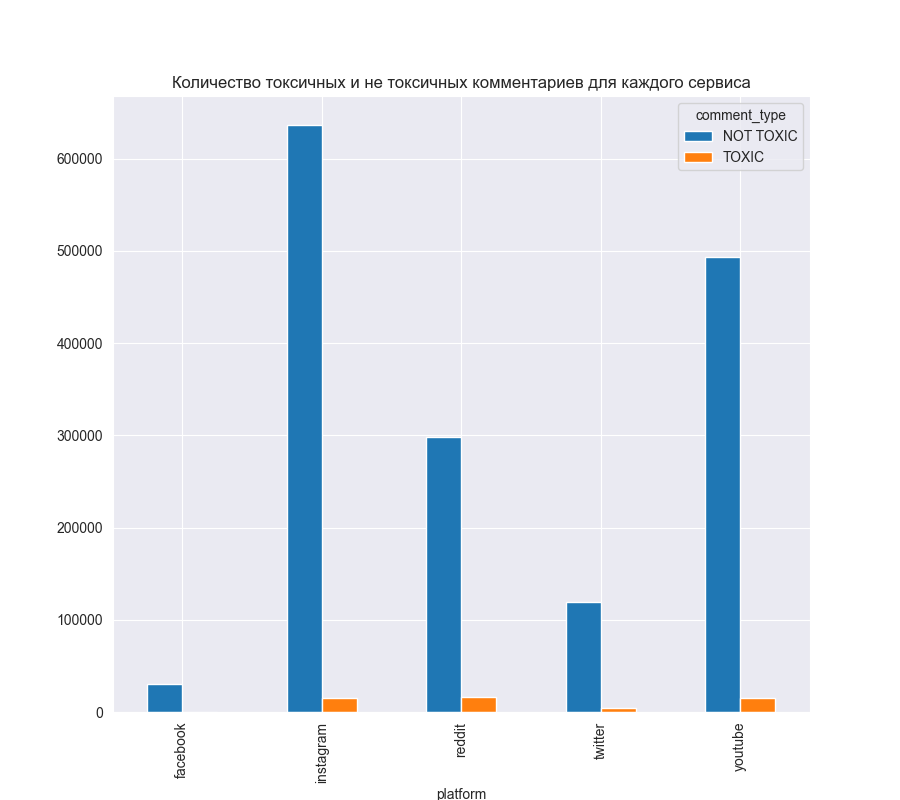 Количество токсичных и не токсичных комментариев для каждого сервиса
comment_type
NOT TOXIC
TOXIC
600000
500000
400000
300000
200000
100000
0
facebook
instagram
reddit
twitter
youtube
platform